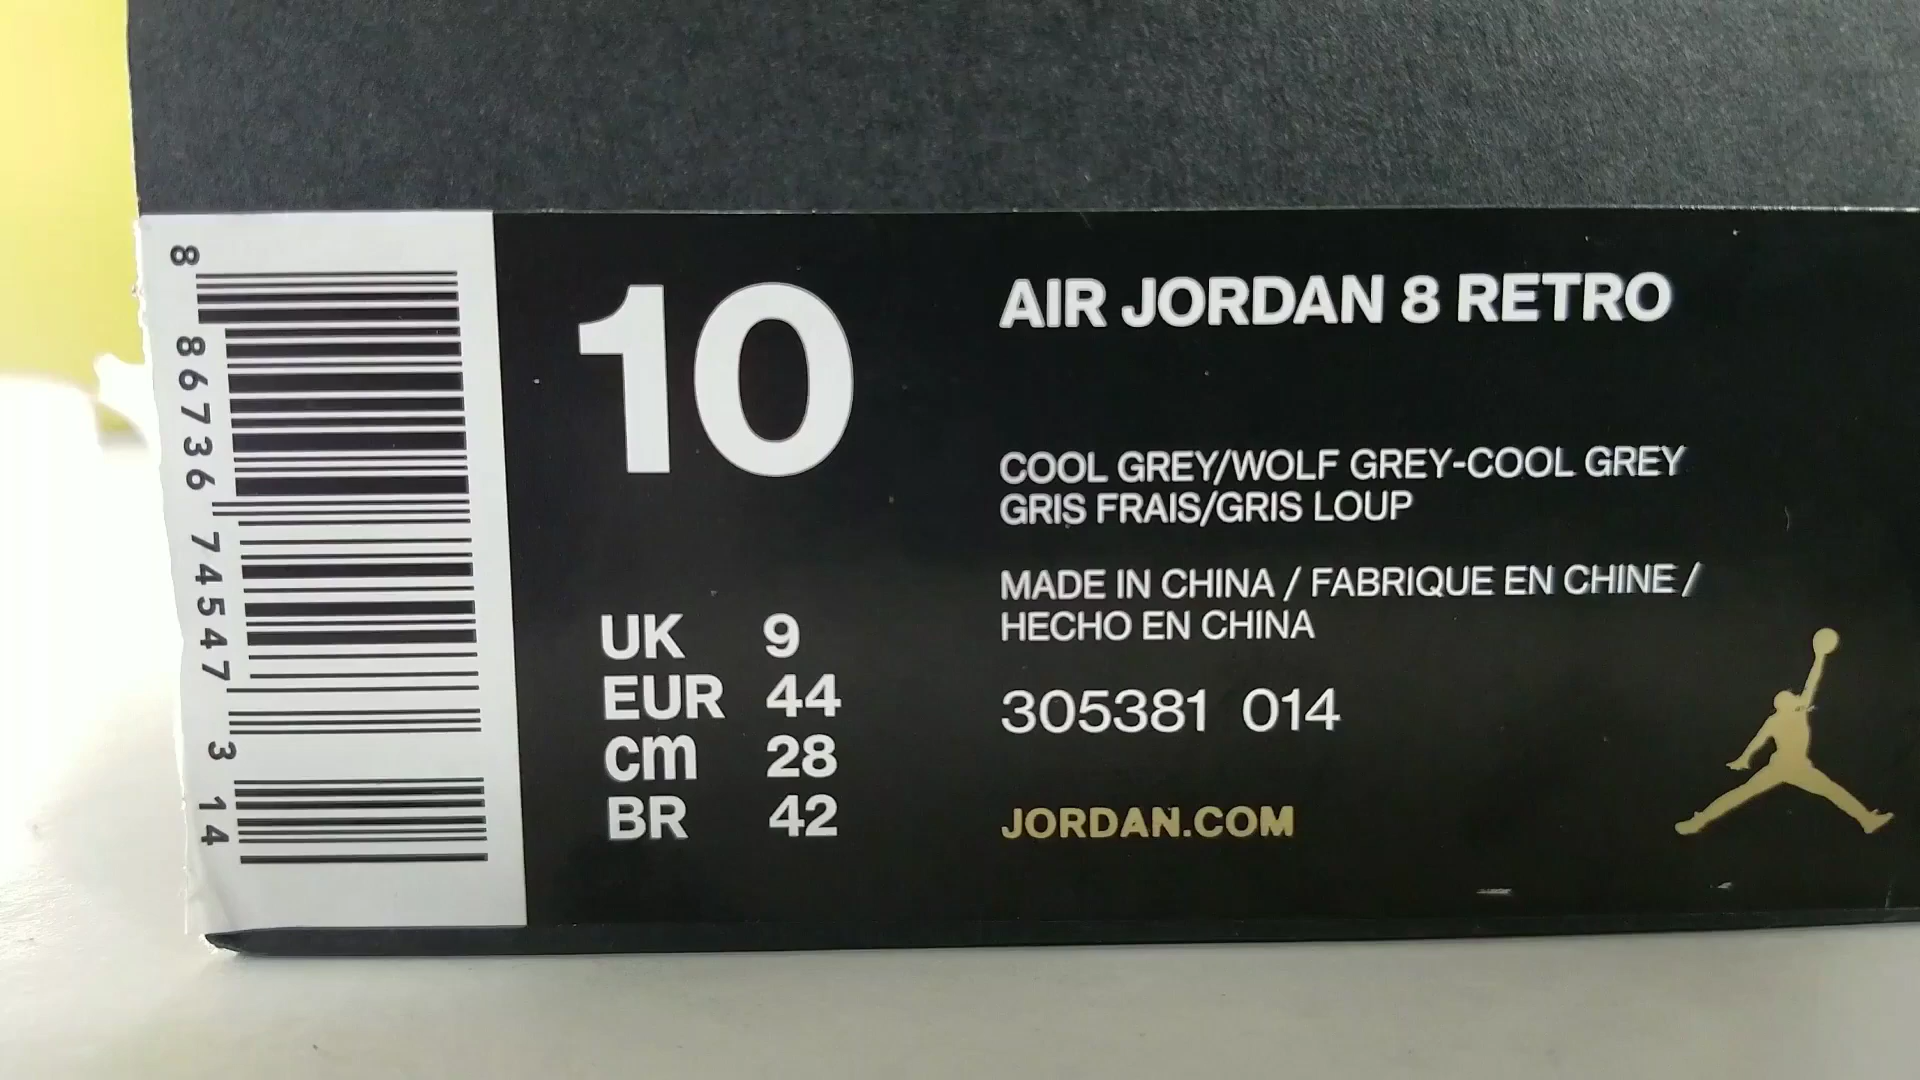 8 86736 74547 3 14
10
UK 9
EUR 44
cm 28
BR 42
AIR JORDAN 8 RETRO
COOL GREY/WOLF GREY-COOL GREY
GRIS FRAIS/GRIS LOUP
MADE IN CHINA / FABRIQUE EN CHINE /
HECHO EN CHINA
305381 014
JORDAN.COM